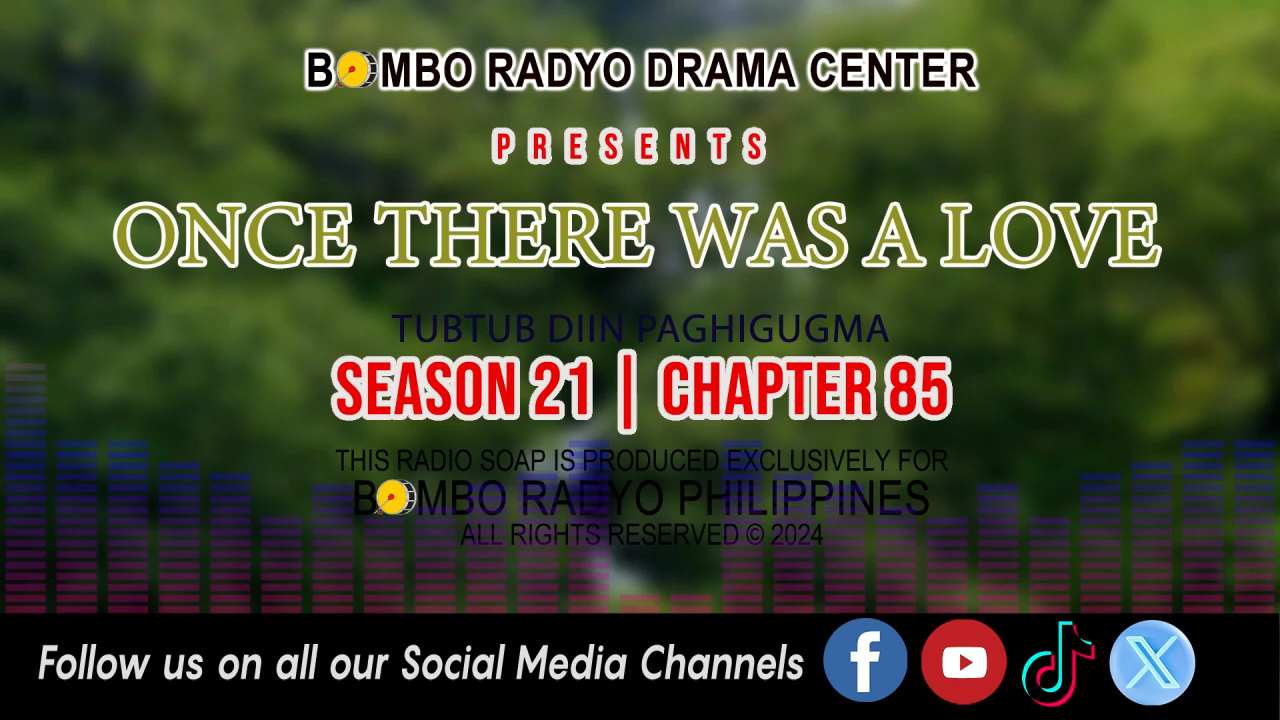 BOMBO RADYO DRAMA CENTER
PRESENTS
ONCE THERE WAS A LOVE
TUBTUB DIIN PAGHIGUGMA
SEASON 21 | CHAPTER 85
THIS RADIO SOAP IS PRODUCED EXCLUSIVELY FOR
BOMBO RADYO PHILIPPINES
ALL RIGHTS RESERVED © 2024
Follow us on all our Social Media Channels